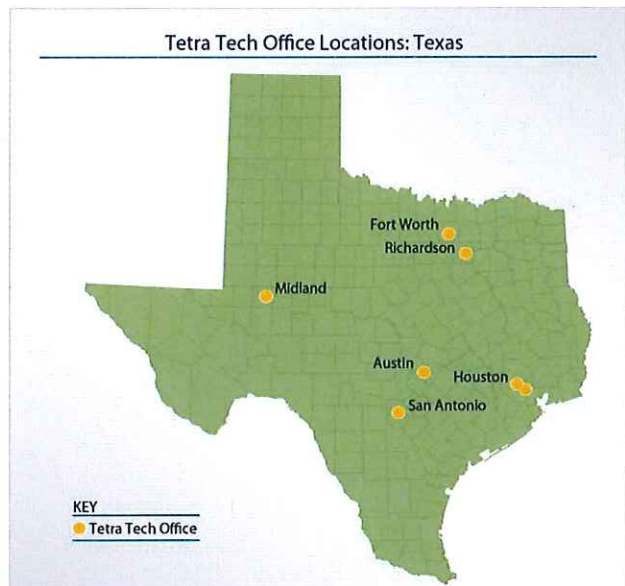 Tetra Tech Office Locations: Texas
Fort Worth
Richardson
Midland
Austin
Houston
San Antonio
KEY
Tetra Tech Office